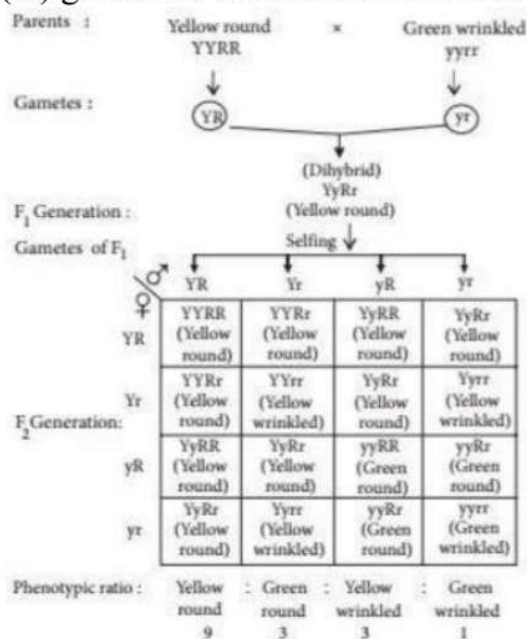 Parents : Yellow round × Green wrinkled
YYRR yyrr
Gametes : YR yr
(Dihybrid)
YyRr
F1 Generation : (Yellow round)
Gametes of F1 Selfing
♂ YR Yr yR yr
♀
YR YYRR YYRr YyRR YyRr
(Yellow (Yellow (Yellow (Yellow
round) round) round) round)
Yr YYRr YYrr YyRr Yyrr
(Yellow (Yellow (Yellow (Yellow
round) wrinkled) round) wrinkled)
F2 Generation:
yR YyRR YyRr yyRR yyRr
(Yellow (Yellow (Green (Green
round) round) round) round)
yr YyRr Yyrr yyRr yyrr
(Yellow (Yellow (Green (Green
round) wrinkled) round) wrinkled)
Phenotypic ratio : Yellow : Green : Yellow : Green
round round wrinkled wrinkled
9 3 3 1